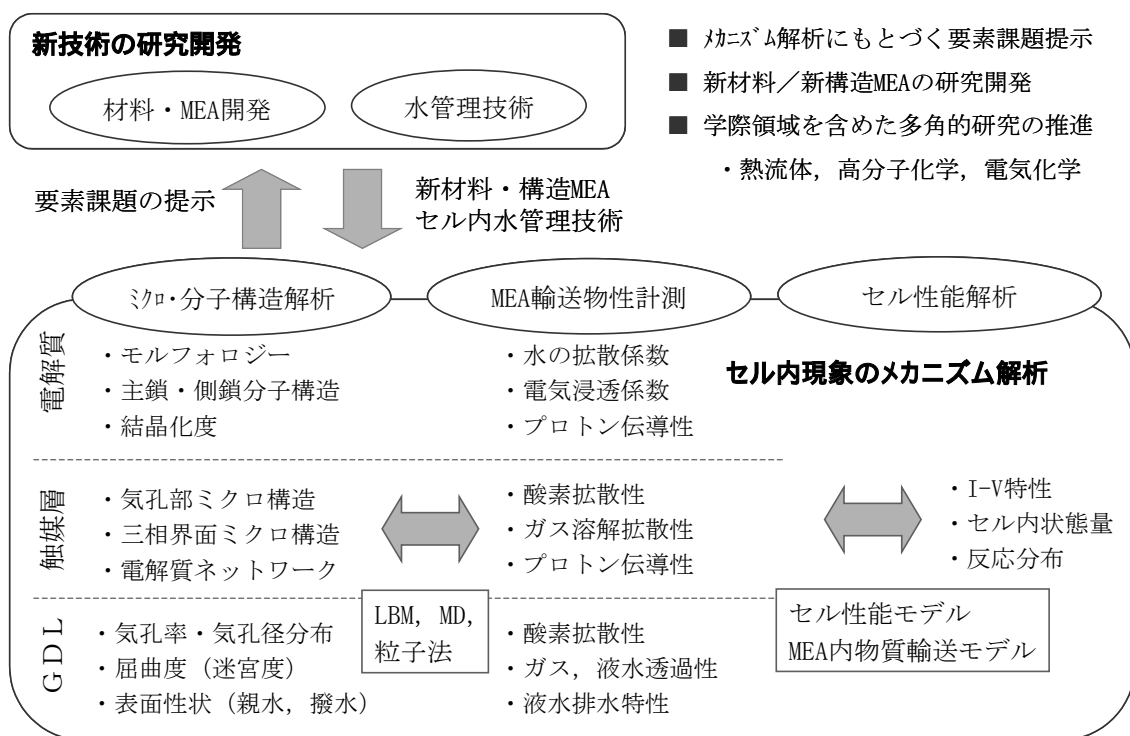 新技術の研究開発
材料・MEA開発
水管理技術
■ ﾒｶﾆｽﾞﾑ解析にもとづく要素課題提示
■ 新材料／新構造MEAの研究開発
■ 学際領域を含めた多角的研究の推進
・熱流体，高分子化学，電気化学
要素課題の提示
新材料・構造MEA
セル内水管理技術
ﾐｸﾛ・分子構造解析
MEA輸送物性計測
セル性能解析
セル内現象のメカニズム解析
電解質
・モルフォロジー
・主鎖・側鎖分子構造
・結晶化度
・水の拡散係数
・電気浸透係数
・プロトン伝導性
触媒層
・気孔部ミクロ構造
・三相界面ミクロ構造
・電解質ネットワーク
・酸素拡散性
・ガス溶解拡散性
・プロトン伝導性
・I-V特性
・セル内状態量
・反応分布
GDL
・気孔率・気孔径分布
・屈曲度（迷宮度）
・表面性状（親水，撥水）
LBM, MD,
粒子法
・酸素拡散性
・ガス，液水透過性
・液水排水特性
セル性能モデル
MEA内物質輸送モデル